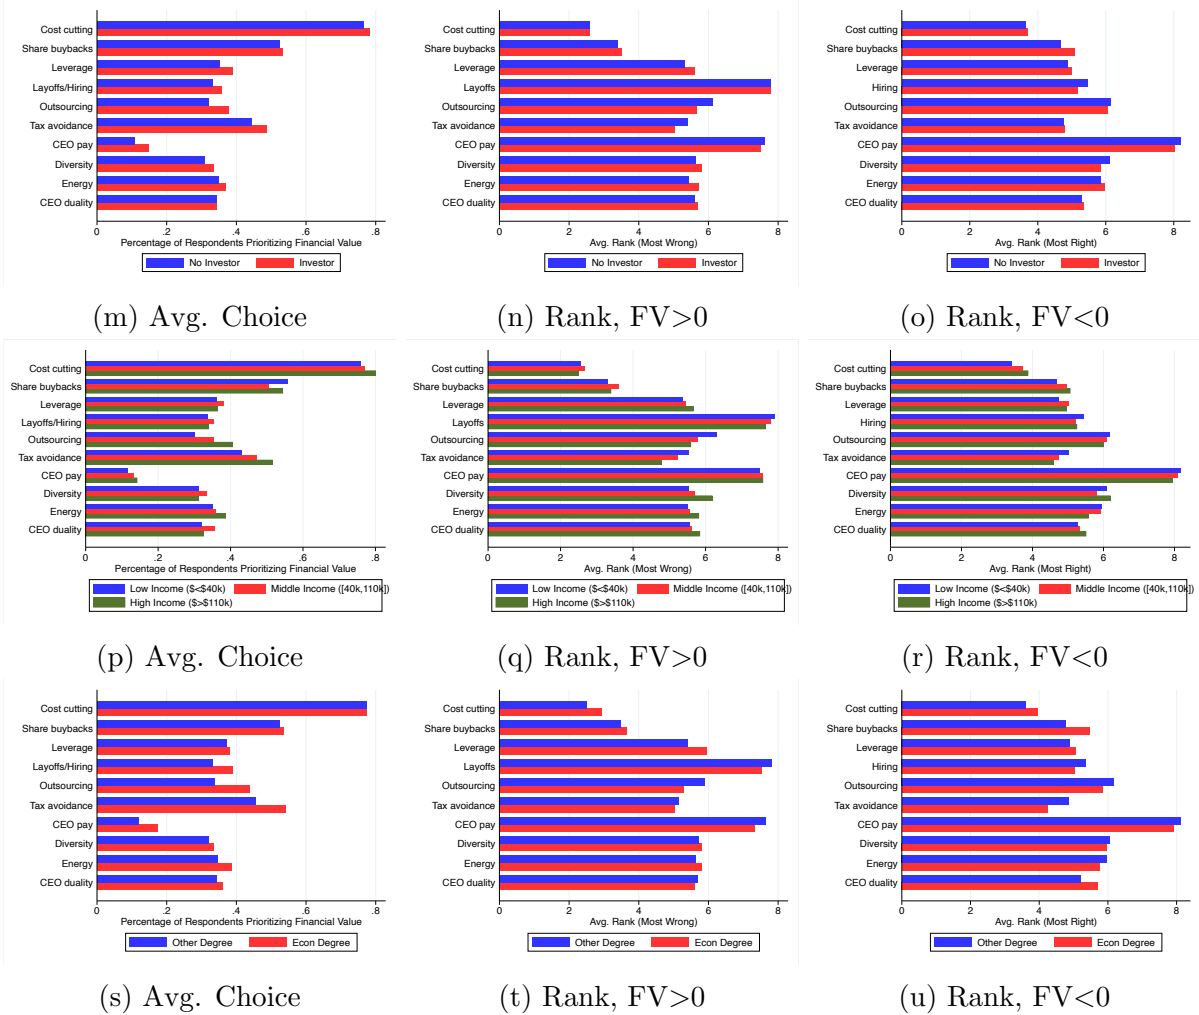 Cost cutting
Share buybacks
Leverage
Layoffs/Hiring
Outsourcing
Tax avoidance
CEO pay
Diversity
Energy
CEO duality
0 .2 .4 .6 .8
Percentage of Respondents Prioritizing Financial Value
No Investor Investor
(m) Avg. Choice
Cost cutting
Share buybacks
Leverage
Layoffs
Outsourcing
Tax avoidance
CEO pay
Diversity
Energy
CEO duality
0 2 4 6 8
Avg. Rank (Most Wrong)
No Investor Investor
(n) Rank, FV>0
Cost cutting
Share buybacks
Leverage
Hiring
Outsourcing
Tax avoidance
CEO pay
Diversity
Energy
CEO duality
0 2 4 6 8
Avg. Rank (Most Right)
No Investor Investor
(o) Rank, FV<0
Cost cutting
Share buybacks
Leverage
Layoffs/Hiring
Outsourcing
Tax avoidance
CEO pay
Diversity
Energy
CEO duality
0 .2 .4 .6 .8
Percentage of Respondents Prioritizing Financial Value
Low Income ($<$40k) Middle Income ([40k,110k])
High Income ($>$110k)
(p) Avg. Choice
Cost cutting
Share buybacks
Leverage
Layoffs
Outsourcing
Tax avoidance
CEO pay
Diversity
Energy
CEO duality
0 2 4 6 8
Avg. Rank (Most Wrong)
Low Income ($<$40k) Middle Income ([40k,110k])
High Income ($>$110k)
(q) Rank, FV>0
Cost cutting
Share buybacks
Leverage
Hiring
Outsourcing
Tax avoidance
CEO pay
Diversity
Energy
CEO duality
0 2 4 6 8
Avg. Rank (Most Right)
Low Income ($<$40k) Middle Income ([40k,110k])
High Income ($>$110k)
(r) Rank, FV<0
Cost cutting
Share buybacks
Leverage
Layoffs/Hiring
Outsourcing
Tax avoidance
CEO pay
Diversity
Energy
CEO duality
0 .2 .4 .6 .8
Percentage of Respondents Prioritizing Financial Value
Other Degree Econ Degree
(s) Avg. Choice
Cost cutting
Share buybacks
Leverage
Layoffs
Outsourcing
Tax avoidance
CEO pay
Diversity
Energy
CEO duality
0 2 4 6 8
Avg. Rank (Most Wrong)
Other Degree Econ Degree
(t) Rank, FV>0
Cost cutting
Share buybacks
Leverage
Hiring
Outsourcing
Tax avoidance
CEO pay
Diversity
Energy
CEO duality
0 2 4 6 8
Avg. Rank (Most Right)
Other Degree Econ Degree
(u) Rank, FV<0